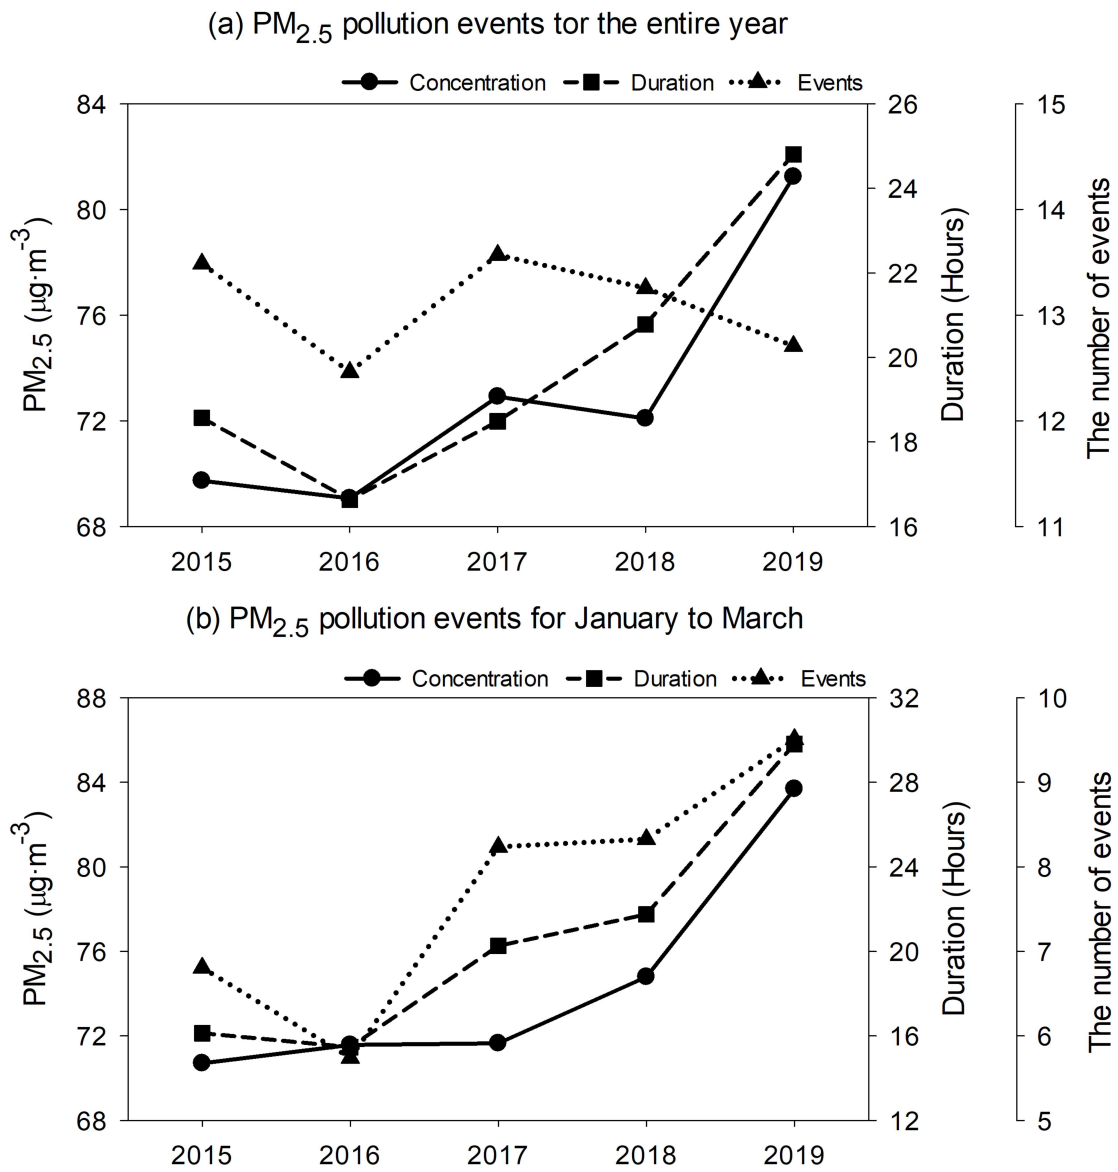 (a) PM2.5 pollution events tor the entire year
Concentration Duration Events
84 26 15
80 24 14
76 22 13
72 20 12
68 18 11
16
PM2.5 (μg·m-3)
Duration (Hours)
The number of events
2015 2016 2017 2018 2019
(b) PM2.5 pollution events for January to March
Concentration Duration Events
88 32 10
84 28 9
80 24 8
76 20 7
72 16 6
68 12 5
PM2.5 (μg·m-3)
Duration (Hours)
The number of events
2015 2016 2017 2018 2019